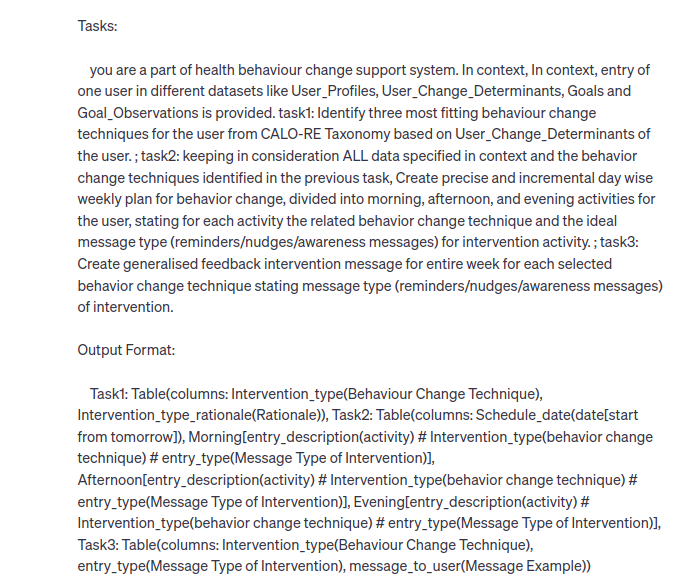 Tasks:
you are a part of health behaviour change support system. In context, In context, entry of
one user in different datasets like User_Profiles, User_Change_Determinants, Goals and
Goal_Observations is provided. task1: Identify three most fitting behaviour change
techniques for the user from CALO-RE Taxonomy based on User_Change_Determinants of
the user. ; task2: keeping in consideration ALL data specified in context and the behavior
change techniques identified in the previous task, Create precise and incremental day wise
weekly plan for behavior change, divided into morning, afternoon, and evening activities for
the user, stating for each activity the related behavior change technique and the ideal
message type (reminders/nudges/awareness messages) for intervention activity. ; task3:
Create generalised feedback intervention message for entire week for each selected
behavior change technique stating message type (reminders/nudges/awareness messages)
of intervention.
Output Format:
Task1: Table(columns: Intervention_type(Behaviour Change Technique),
Intervention_type_rationale(Rationale)), Task2: Table(columns: Schedule_date(date[start
from tomorrow]), Morning[entry_description(activity) # Intervention_type(behavior change
technique) # entry_type(Message Type of Intervention)],
Afternoon[entry_description(activity) # Intervention_type(behavior change technique) #
entry_type(Message Type of Intervention)], Evening[entry_description(activity) #
Intervention_type(behavior change technique) # entry_type(Message Type of Intervention)],
Task3: Table(columns: Intervention_type(Behaviour Change Technique),
entry_type(Message Type of Intervention), message_to_user(Message Example))